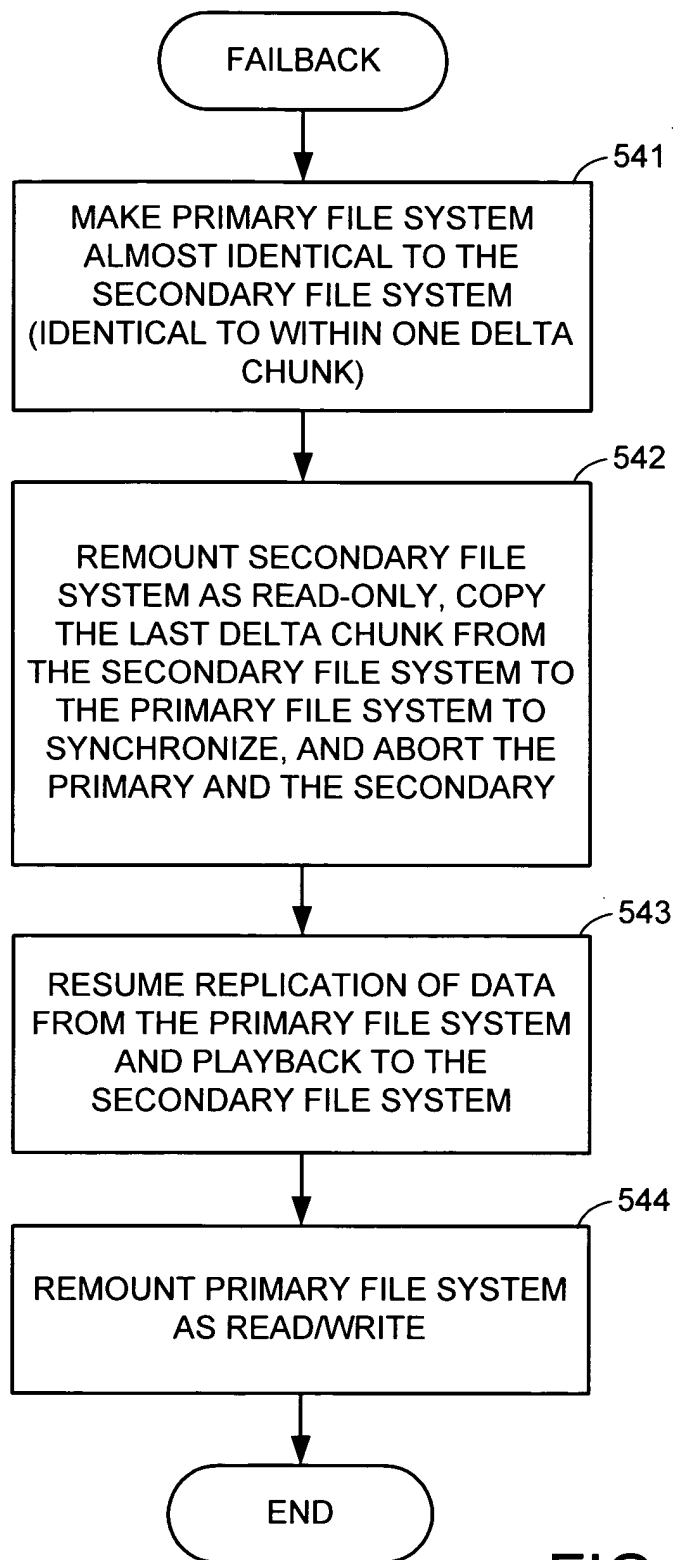 FAILBACK
541
MAKE PRIMARY FILE SYSTEM
ALMOST IDENTICAL TO THE
SECONDARY FILE SYSTEM
(IDENTICAL TO WITHIN ONE DELTA
CHUNK)
542
REMOUNT SECONDARY FILE
SYSTEM AS READ-ONLY, COPY
THE LAST DELTA CHUNK FROM
THE SECONDARY FILE SYSTEM TO
THE PRIMARY FILE SYSTEM TO
SYNCHRONIZE, AND ABORT THE
PRIMARY AND THE SECONDARY
543
RESUME REPLICATION OF DATA
FROM THE PRIMARY FILE SYSTEM
AND PLAYBACK TO THE
SECONDARY FILE SYSTEM
544
REMOUNT PRIMARY FILE SYSTEM
AS READ/WRITE
END